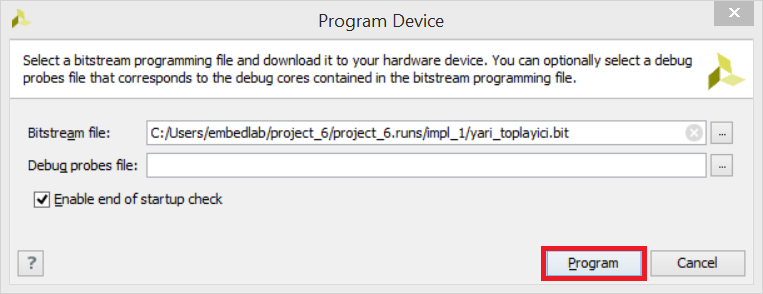 Program Device
Select a bitstream programming file and download it to your hardware device. You can optionally select a debug
probes file that corresponds to the debug cores contained in the bitstream programming file.
Bitstream file: C:/Users/embedlab/project_6/project_6.runs/impl_1/yari_toplayici.bit ...
Debug probes file: ...
Enable end of startup check
? Program Cancel